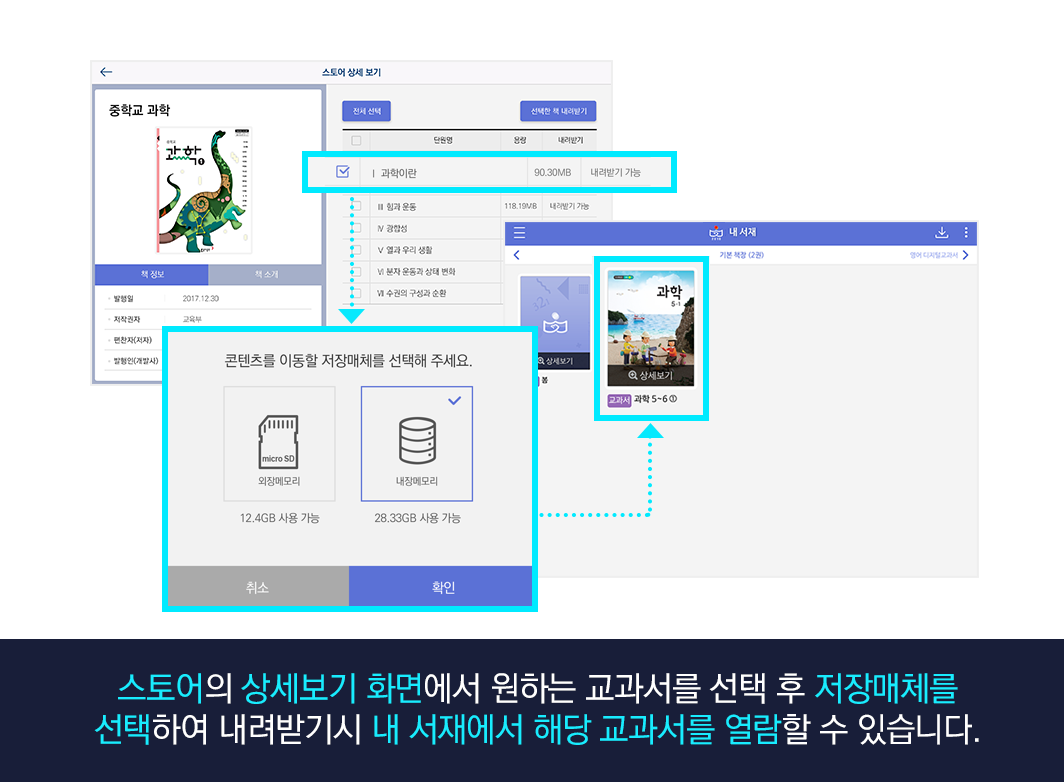 스토어 상세 보기
중학교 과학
중학교
과학 1
책 정보
책 소개
발행일 2017.12.30
저작권자 교육부
편찬자(저자)
발행인(개발사)
전체 선택
선택한 책 내려받기
단원명 용량 내려받기
Ⅰ 과학이란 90.30MB 내려받기 가능
Ⅲ 힘과 운동 118.19MB 내려받기 가능
Ⅳ 광합성
Ⅴ 열과 우리 생활
Ⅵ 분자 운동과 상태 변화
Ⅶ 수권의 구성과 순환
내 서재
기본 책장 (2권)
영어 디지털교과서
상세보기
봄
과학
5-1
상세보기
교과서 과학 5~6 ①
콘텐츠를 이동할 저장매체를 선택해 주세요.
micro SD
외장메모리
내장메모리
12.4GB 사용 가능
28.33GB 사용 가능
취소
확인
스토어의 상세보기 화면에서 원하는 교과서를 선택 후 저장매체를
선택하여 내려받기시 내 서재에서 해당 교과서를 열람할 수 있습니다.